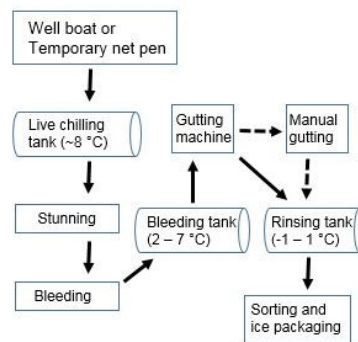 Well boat or
Temporary net pen
Live chilling
tank (~8 °C)
Stunning
Bleeding
Bleeding tank
(2 – 7 °C)
Gutting
machine
Manual
gutting
Rinsing tank
(-1 – 1 °C)
Sorting and
ice packaging